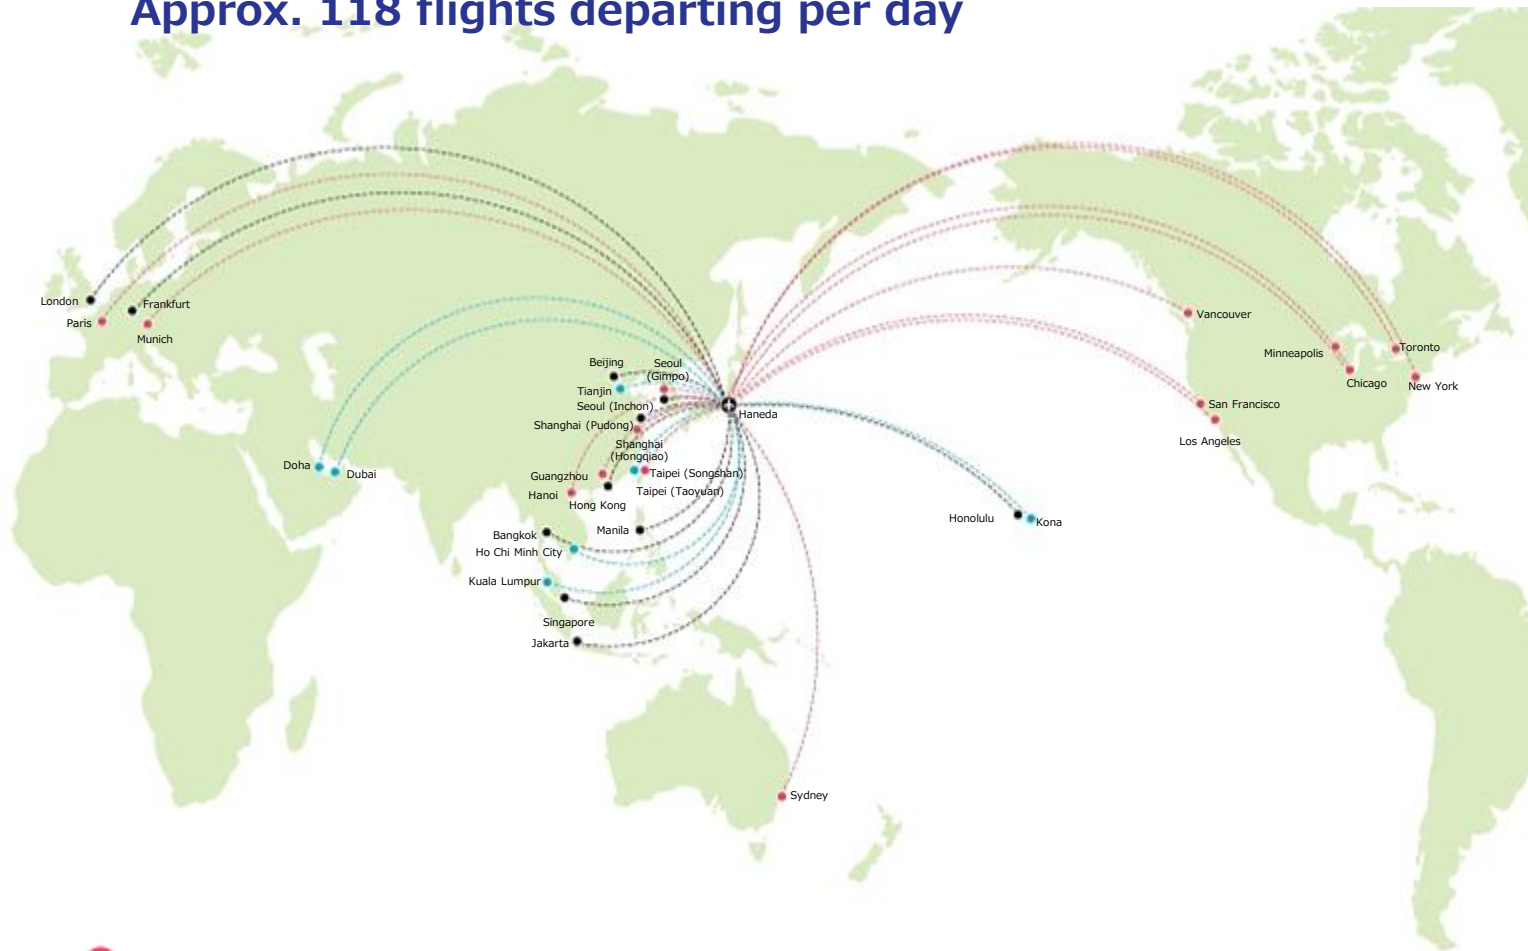 Approx. 118 flights departing per day
London
Frankfurt
Paris
Munich
Vancouver
Toronto
Minneapolis
Chicago
New York
Beijing
Seoul
(Gimpo)
Tianjin
Seoul (Inchon)
San Francisco
Haneda
Shanghai (Pudong)
Los Angeles
Shanghai
(Hongqiao)
Doha
Dubai
Guangzhou
Taipei (Songshan)
Hanoi
Taipei (Taoyuan)
Hong Kong
Honolulu
Kona
Manila
Bangkok
Ho Chi Minh City
Kuala Lumpur
Singapore
Jakarta
Sydney